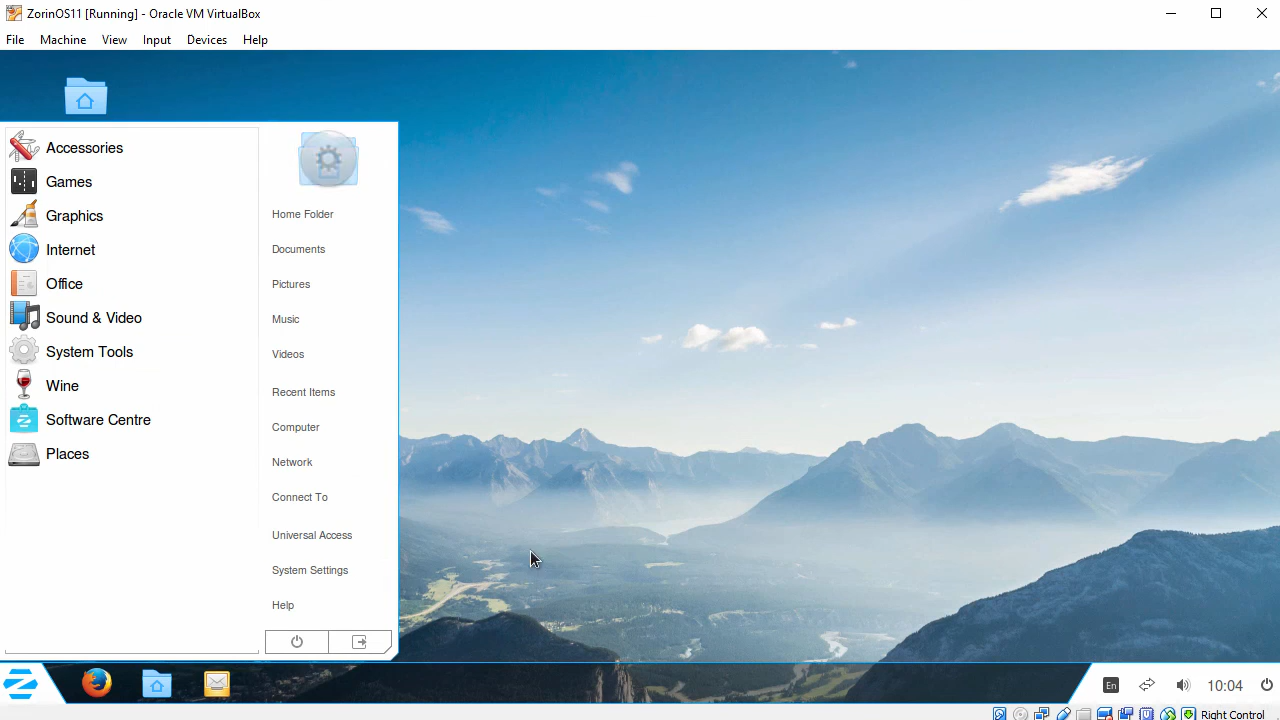 ZorinOS11 [Running] - Oracle VM VirtualBox
File Machine View Input Devices Help
Accessories
Games
Graphics
Internet
Office
Sound & Video
System Tools
Wine
Software Centre
Places
Home Folder
Documents
Pictures
Music
Videos
Recent Items
Computer
Network
Connect To
Universal Access
System Settings
Help
En 10:04
Right Control